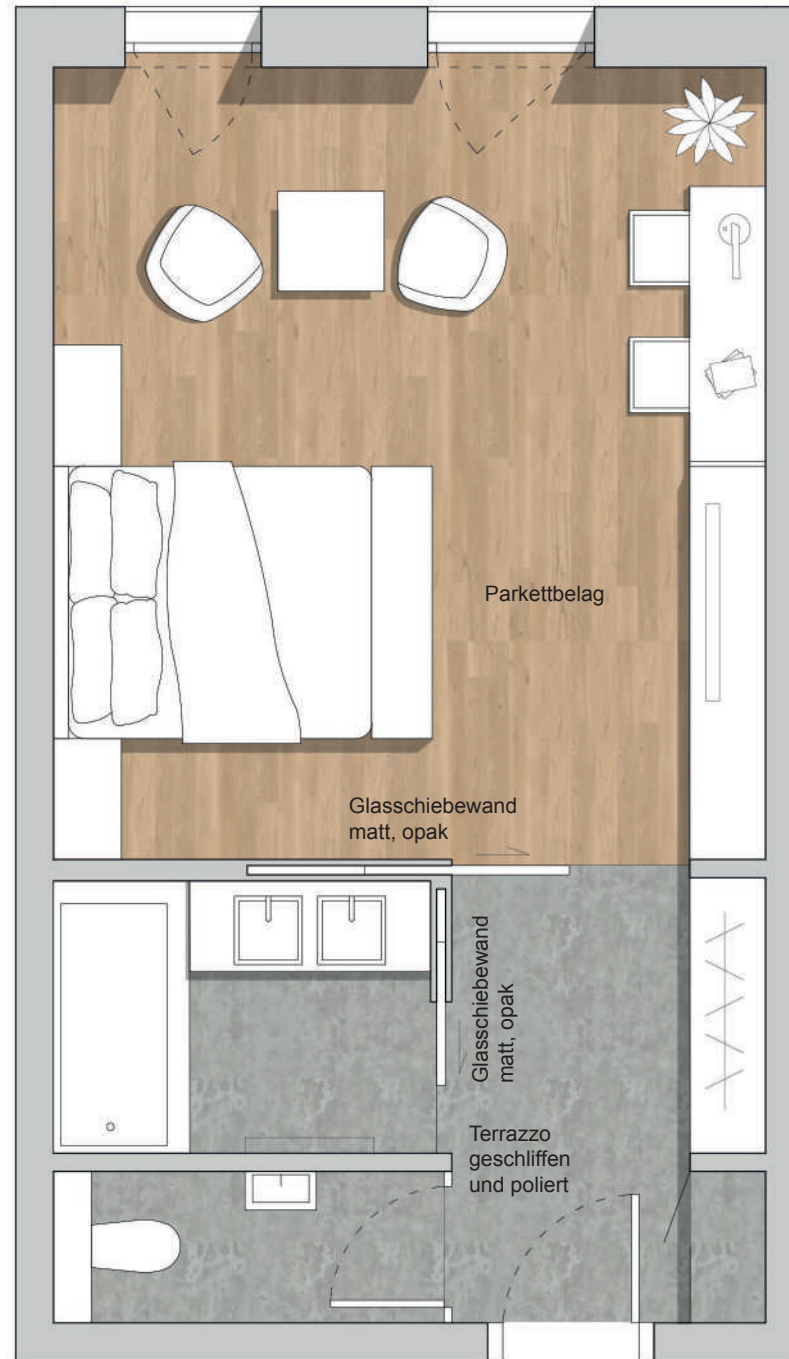 Parkettbelag
Glasschiebewand
matt, opak
Glasschiebewand
matt, opak
Terrazzo
geschliffen
und poliert